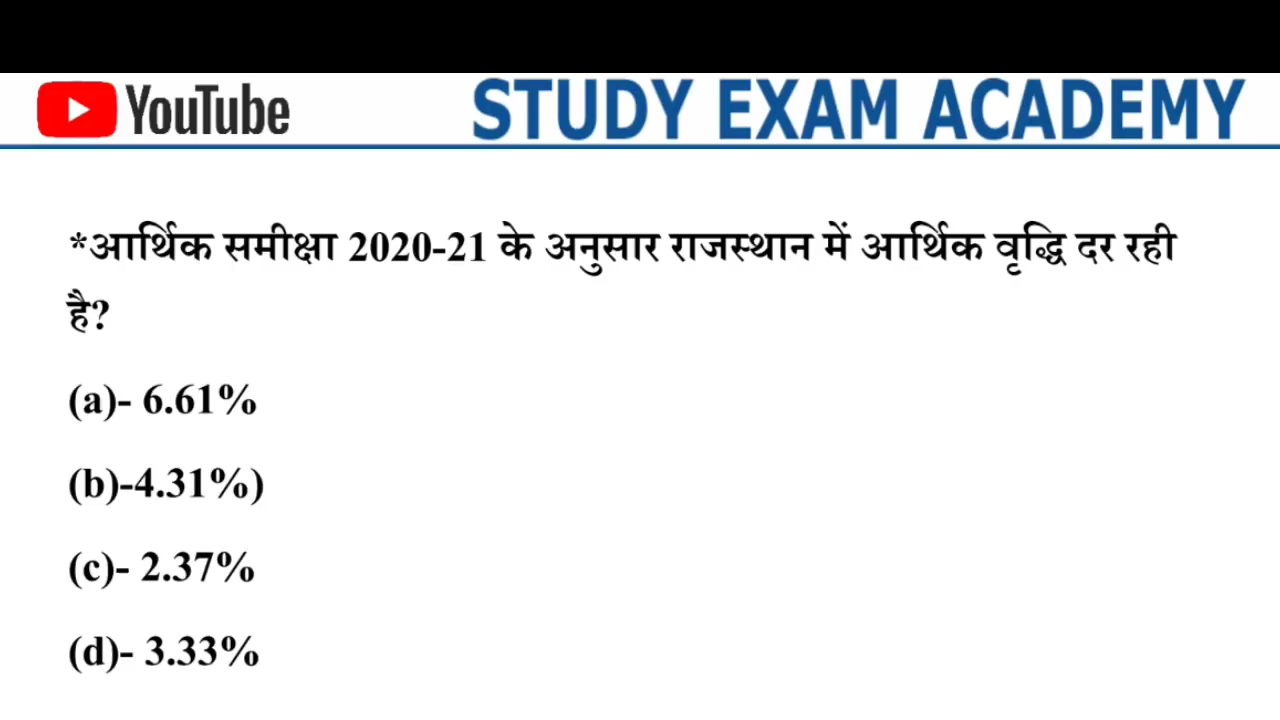 YouTube STUDY EXAM ACADEMY
*आर्थिक समीक्षा 2020-21 के अनुसार राजस्थान में आर्थिक वृद्धि दर रही
है?
(a)- 6.61%
(b)-4.31%)
(c)- 2.37%
(d)- 3.33%